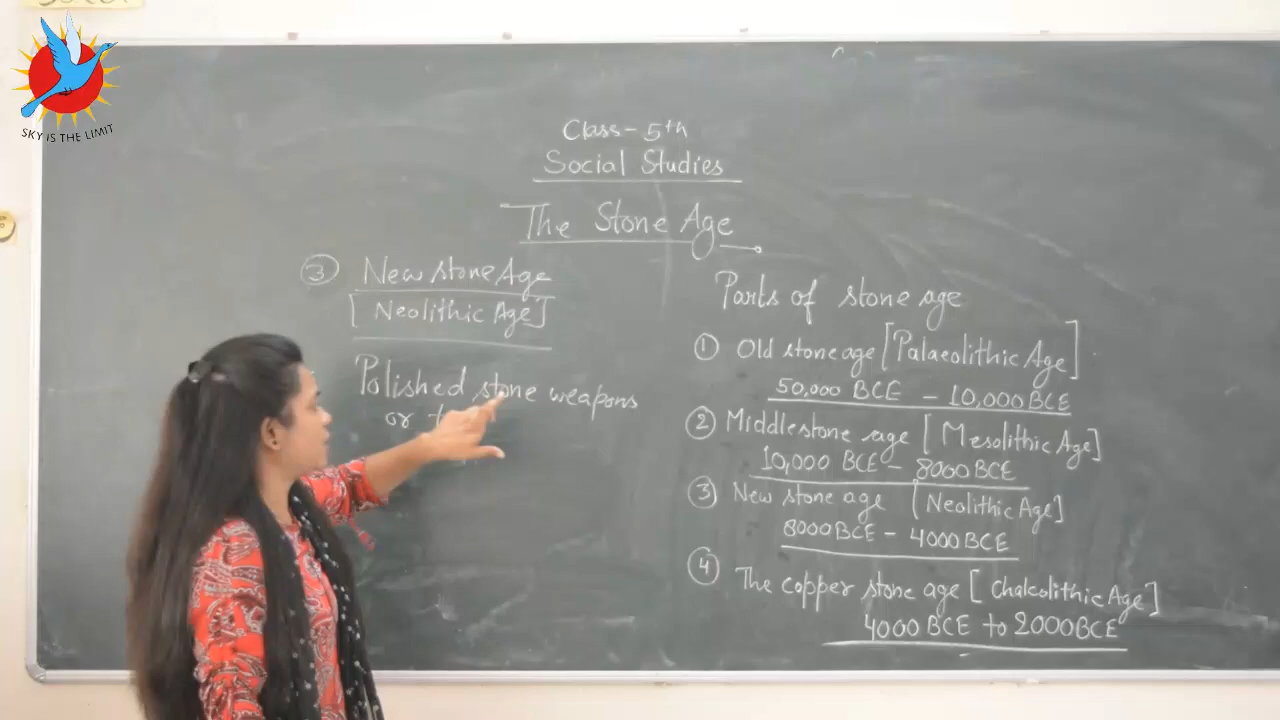 SKY IS THE LIMIT
Class - 5th
Social Studies
The Stone Age
③ New stone Age
[Neolithic Age]
Polished stone weapons
or
Parts of stone age
① Old stone age [Palaeolithic Age]
50,000 BCE - 10,000 BCE
② Middle stone age [Mesolithic Age]
10,000 BCE - 8000 BCE
③ New stone age [Neolithic Age]
8000 BCE - 4000 BCE
④ The copper stone age [Chalcolithic Age]
4000 BCE to 2000 BCE